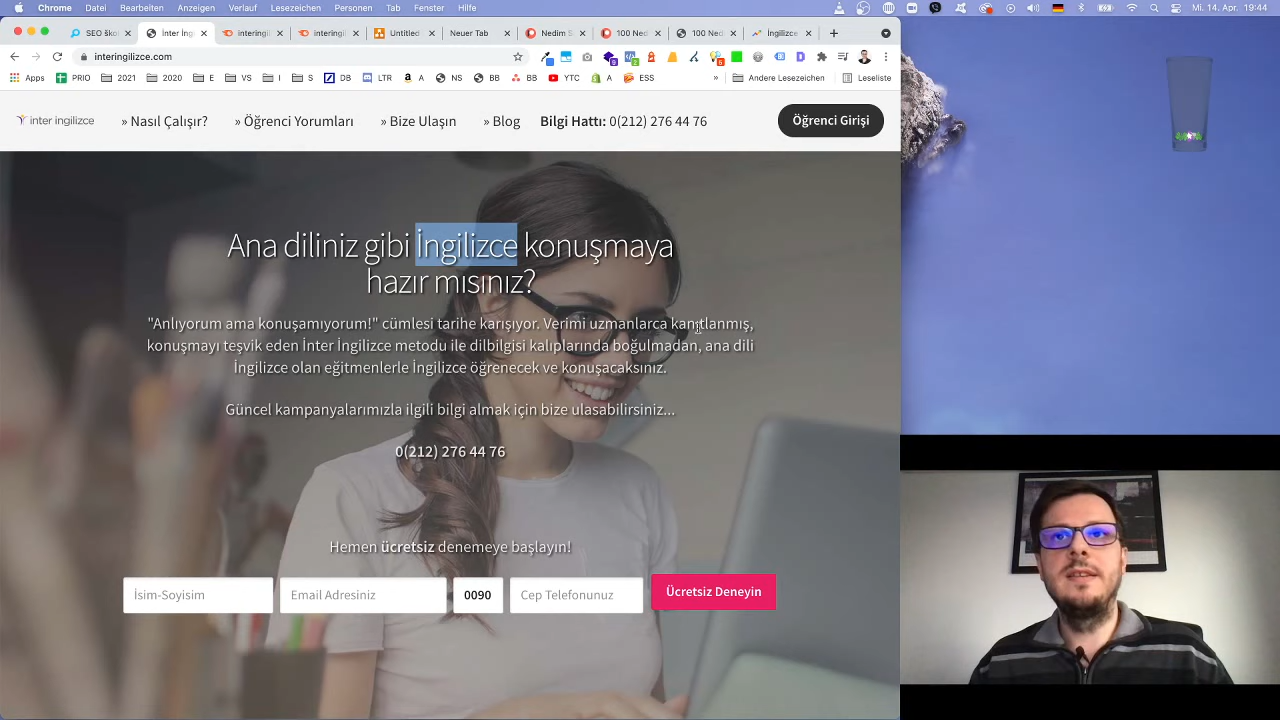 Chrome Datei Bearbeiten Anzeigen Verlauf Lesezeichen Personen Tab Fenster Hilfe
Mi. 14. Apr. 19:44
SEO ško
İnter İng
interingi
interingili
Untitled
Neuer Tab
Nedim S
100 Ned
100 Ned
İngilizce
interingilizce.com
Apps PRIO 2021 2020 E VS I S DB LTR A NS BB BB YTC A ESS » Andere Lesezeichen Leseliste
inter ingilizce
» Nasıl Çalışır? » Öğrenci Yorumları » Bize Ulaşın » Blog Bilgi Hattı: 0(212) 276 44 76
Öğrenci Girişi
Ana diliniz gibi İngilizce konuşmaya
hazır mısınız?
"Anlıyorum ama konuşamıyorum!" cümlesi tarihe karışıyor. Verimi uzmanlarca kanıtlanmış,
konuşmayı teşvik eden İnter İngilizce metodu ile dilbilgisi kalıplarında boğulmadan, ana dili
İngilizce olan eğitmenlerle İngilizce öğrenecek ve konuşacaksınız.
Güncel kampanyalarımızla ilgili bilgi almak için bize ulasabilirsiniz...
0(212) 276 44 76
Hemen ücretsiz denemeye başlayın!
İsim-Soyisim
Email Adresiniz
0090
Cep Telefonunuz
Ücretsiz Deneyin